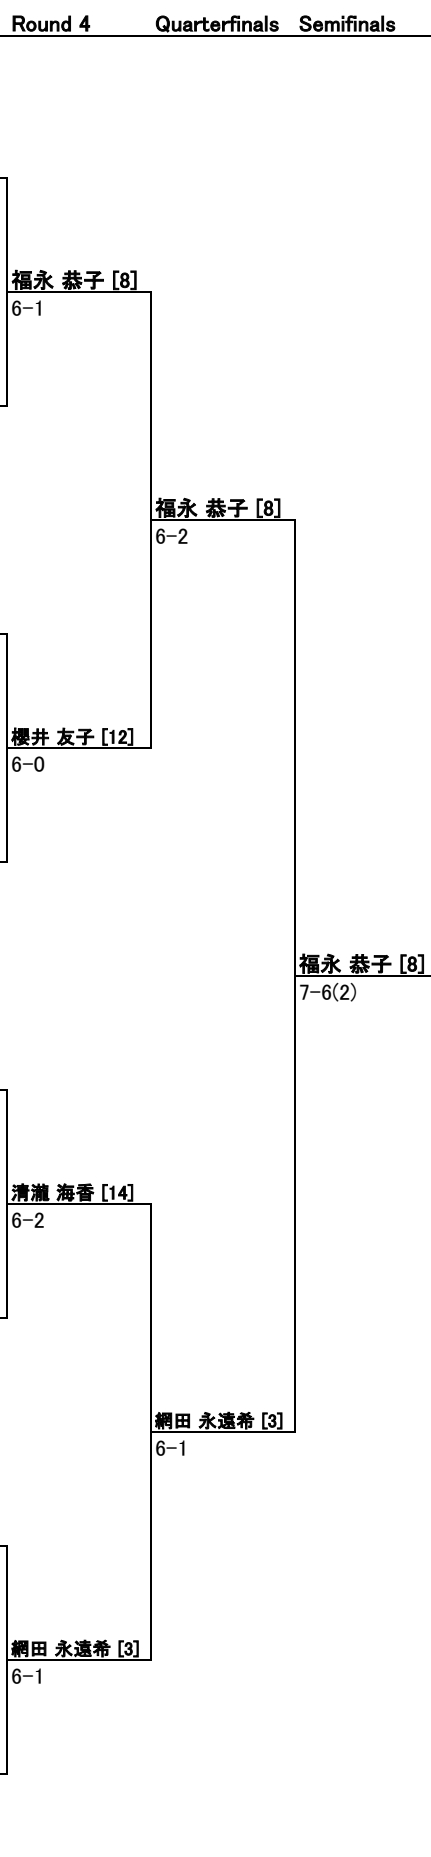 Round 4 Quarterfinals Semifinals
福永 恭子 [8]
6-1
福永 恭子 [8]
6-2
櫻井 友子 [12]
6-0
福永 恭子 [8]
7-6(2)
清瀧 海香 [14]
6-2
網田 永遠希 [3]
6-1
網田 永遠希 [3]
6-1